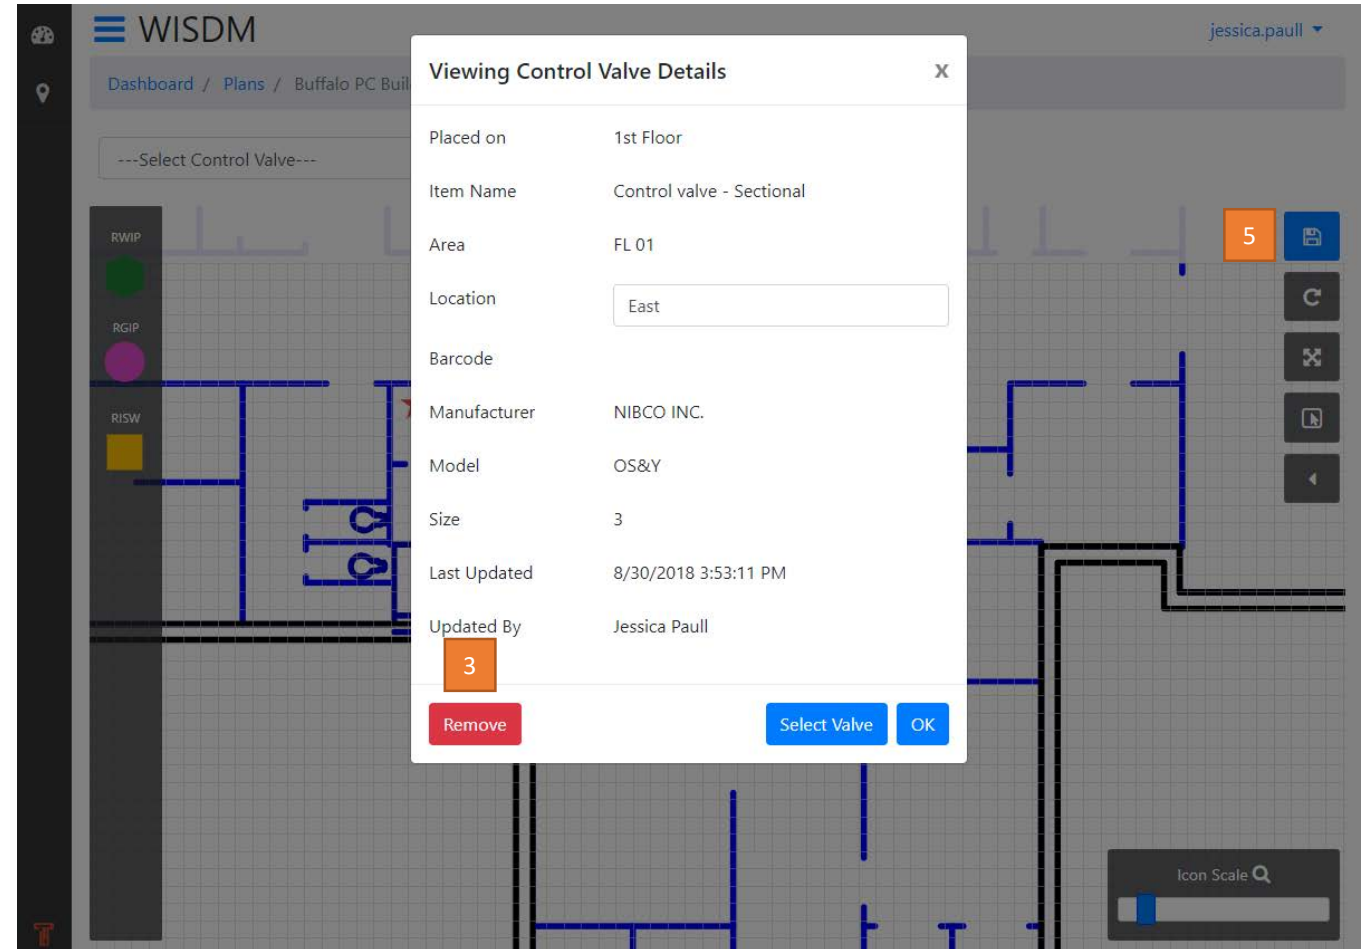 WISDM
jessica.paull
Dashboard / Plans / Buffalo PC Buil
---Select Control Valve---
Viewing Control Valve Details
X
Placed on 1st Floor
Item Name Control valve - Sectional
Area FL 01
Location East
Barcode
Manufacturer NIBCO INC.
Model OS&Y
Size 3
Last Updated 8/30/2018 3:53:11 PM
Updated By Jessica Paull
3
Remove Select Valve OK
RWIP
RGIP
RISW
5
Icon Scale